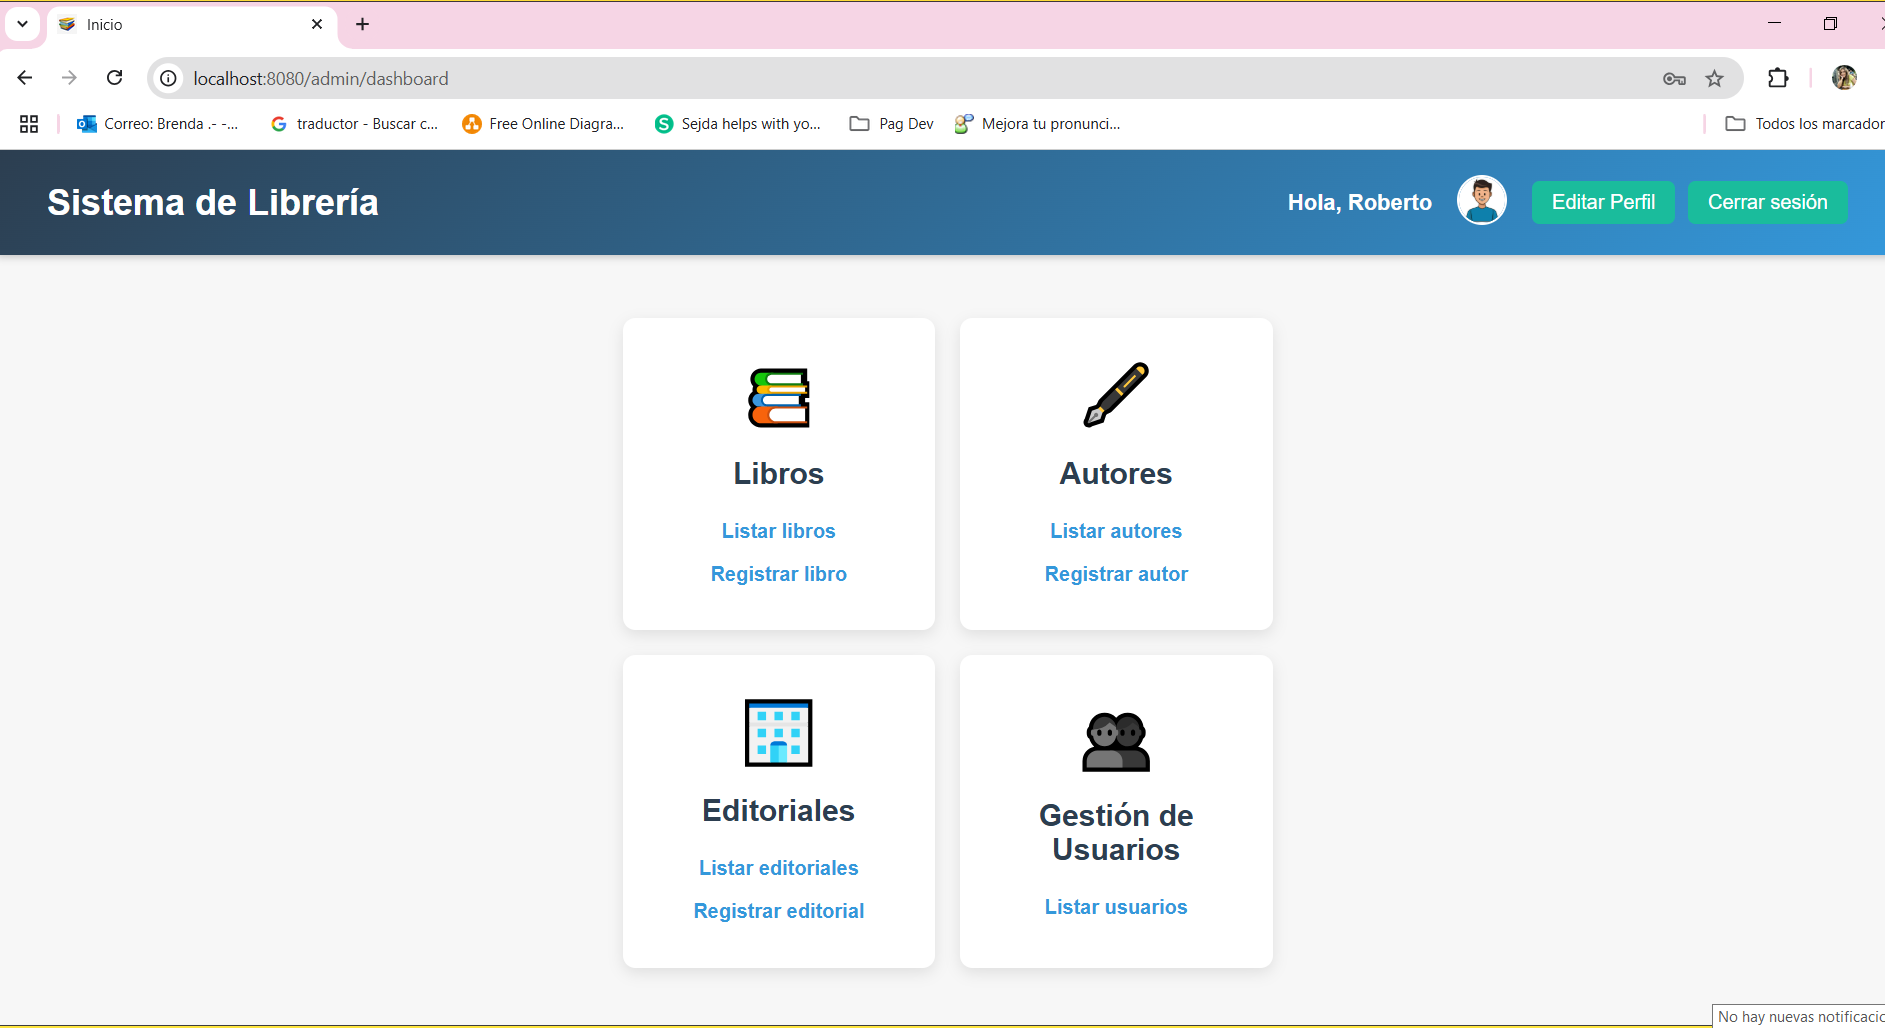 Inicio
localhost:8080/admin/dashboard
Correo: Brenda .- -...
traductor - Buscar c...
Free Online Diagra...
Sejda helps with yo...
Pag Dev
Mejora tu pronunci...
Todos los marcador
Sistema de Librería
Hola, Roberto
Editar Perfil
Cerrar sesión
Libros
Listar libros
Registrar libro
Autores
Listar autores
Registrar autor
Editoriales
Listar editoriales
Registrar editorial
Gestión de
Usuarios
Listar usuarios
No hay nuevas notificacio